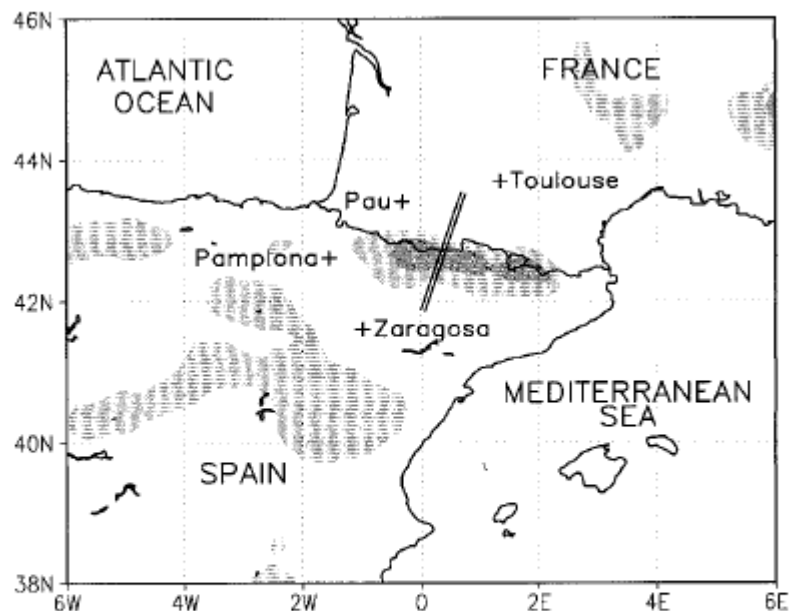 46N
ATLANTIC
OCEAN
FRANCE
44N
+Toulouse
Pau+
Pamplona+
42N
+Zaragosa
MEDITERRANEAN
SEA
40N
SPAIN
38N
6W
4W
2W
0
2E
4E
6E